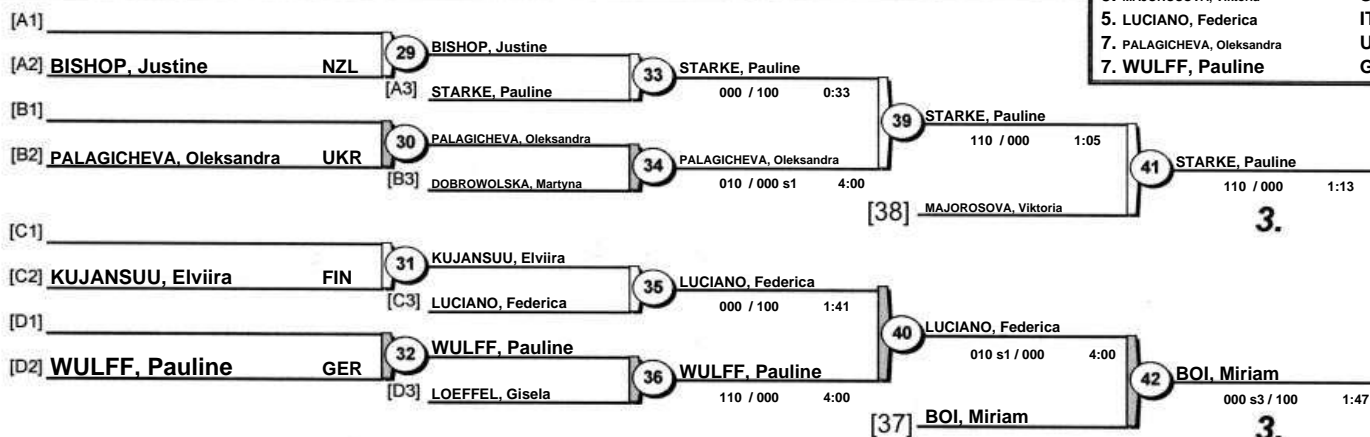 5. LUCIANO, Federica
7. PALAGICHEVA, Oleksandra
7. WULFF, Pauline
[A1]
[A2] BISHOP, Justine NZL
29
BISHOP, Justine
[A3] STARKE, Pauline
33
STARKE, Pauline
000 / 100 0:33
[B1]
[B2] PALAGICHEVA, Oleksandra UKR
30
PALAGICHEVA, Oleksandra
[B3] DOBROWOLSKA, Martyna
34
PALAGICHEVA, Oleksandra
010 / 000 s1 4:00
39
STARKE, Pauline
110 / 000 1:05
[38] MAJOROSOVA, Viktoria
41
STARKE, Pauline
110 / 000 1:13
3.
[C1]
[C2] KUJANSUU, Elviira FIN
31
KUJANSUU, Elviira
[C3] LUCIANO, Federica
35
LUCIANO, Federica
000 / 100 1:41
[D1]
[D2] WULFF, Pauline GER
32
WULFF, Pauline
[D3] LOEFFEL, Gisela
36
WULFF, Pauline
110 / 000 4:00
40
LUCIANO, Federica
010 s1 / 000 4:00
[37] BOI, Miriam
42
BOI, Miriam
000 s3 / 100 1:47
3.